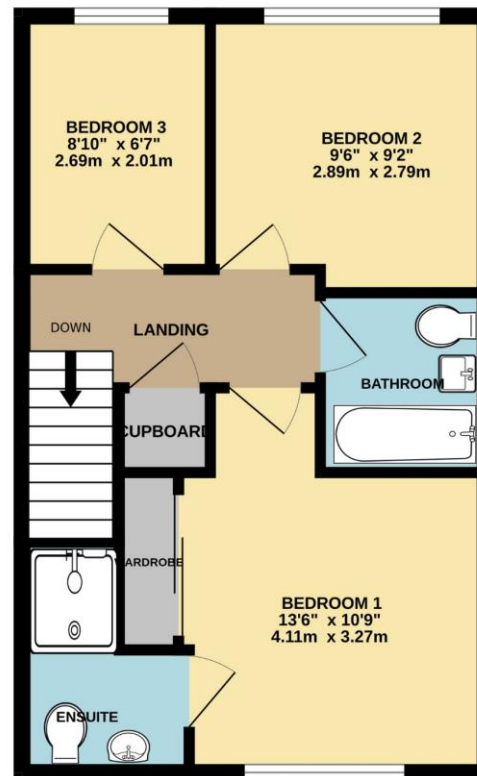 BEDROOM 3
8'10" x 6'7"
2.69m x 2.01m
BEDROOM 2
9'6" x 9'2"
2.89m x 2.79m
DOWN
LANDING
BATHROOM
CUPBOARD
WARDROBE
BEDROOM 1
13'6" x 10'9"
4.11m x 3.27m
ENSUITE